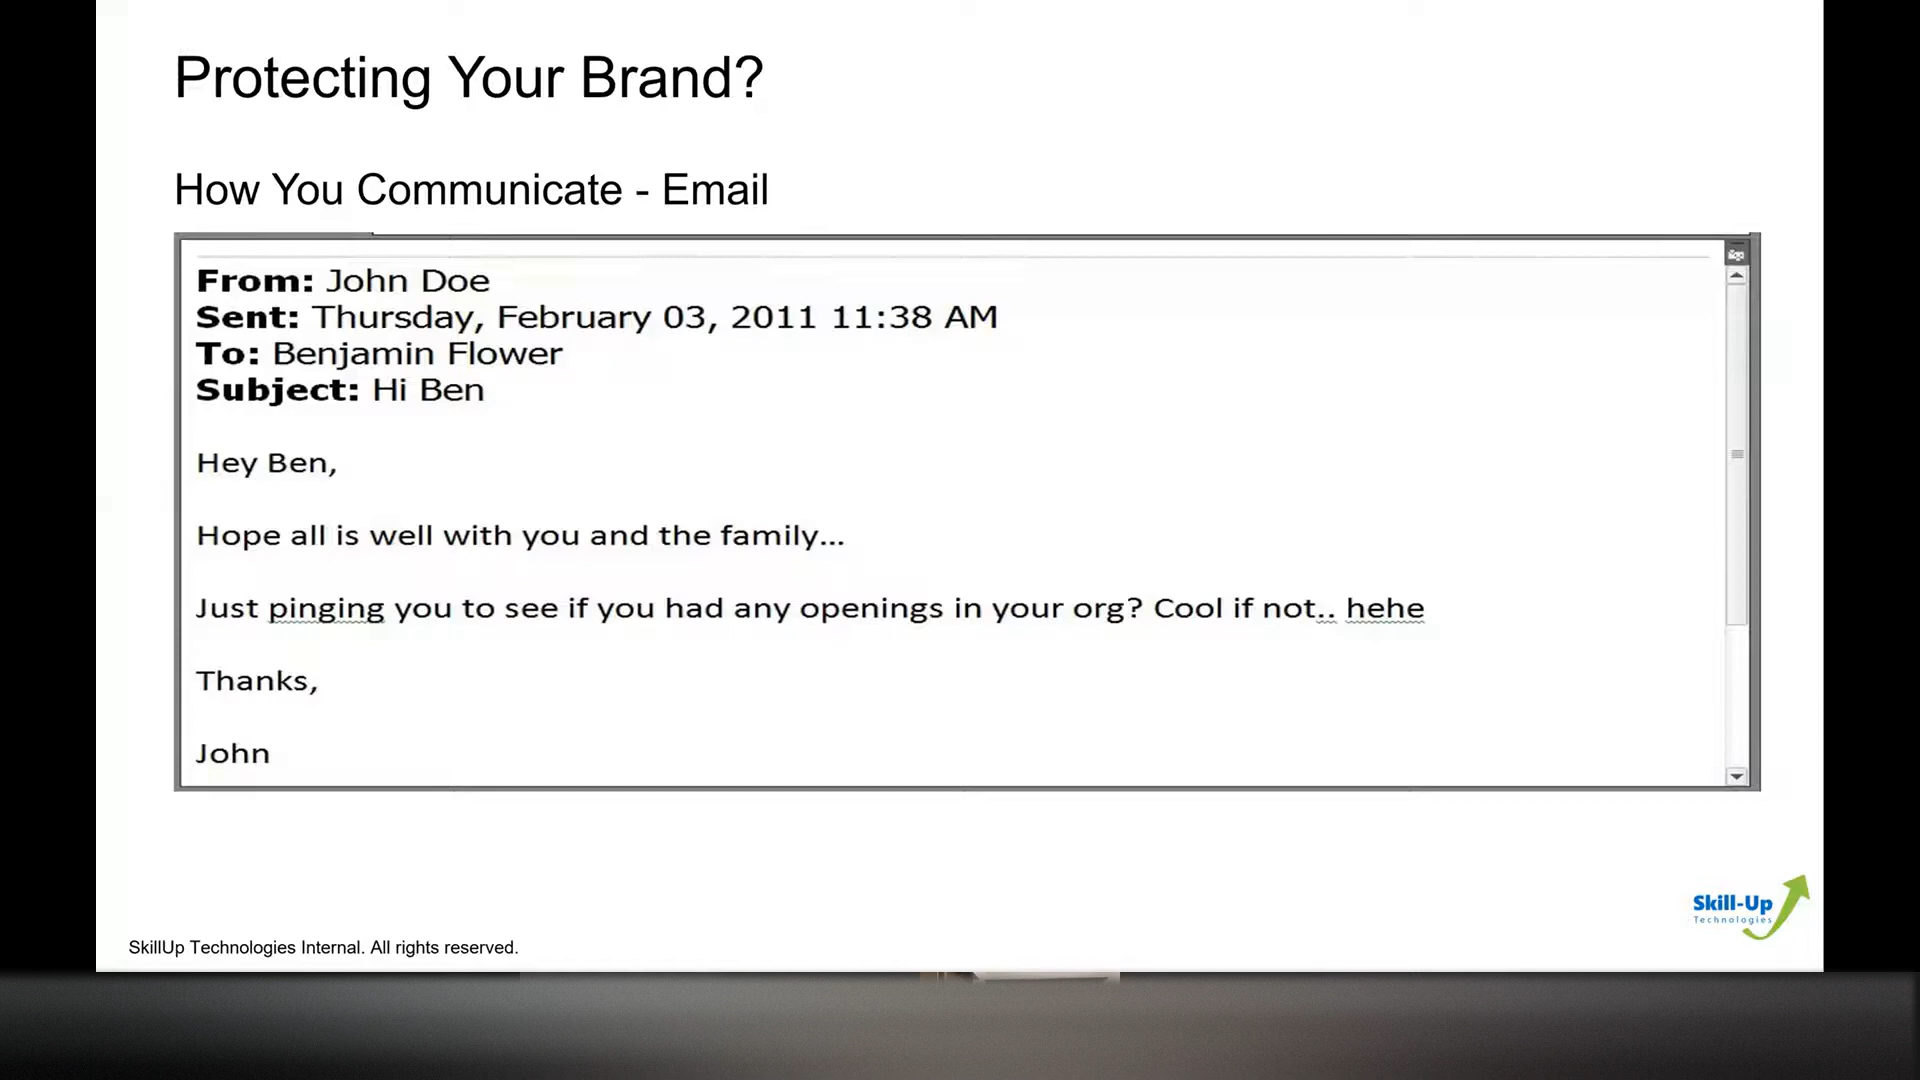 Protecting Your Brand?
How You Communicate - Email
From: John Doe
Sent: Thursday, February 03, 2011 11:38 AM
To: Benjamin Flower
Subject: Hi Ben
Hey Ben,
Hope all is well with you and the family...
Just pinging you to see if you had any openings in your org? Cool if not.. hehe
Thanks,
John
Skill-Up
Technologies
SkillUp Technologies Internal. All rights reserved.